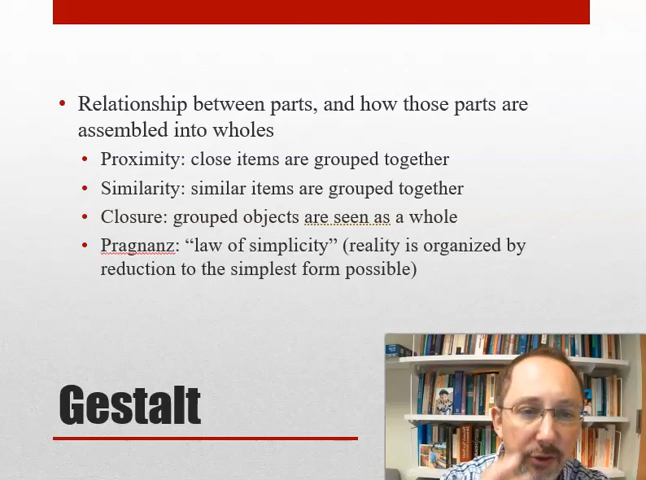 • Relationship between parts, and how those parts are
assembled into wholes
• Proximity: close items are grouped together
• Similarity: similar items are grouped together
• Closure: grouped objects are seen as a whole
• Pragnanz: “law of simplicity” (reality is organized by
reduction to the simplest form possible)
Gestalt